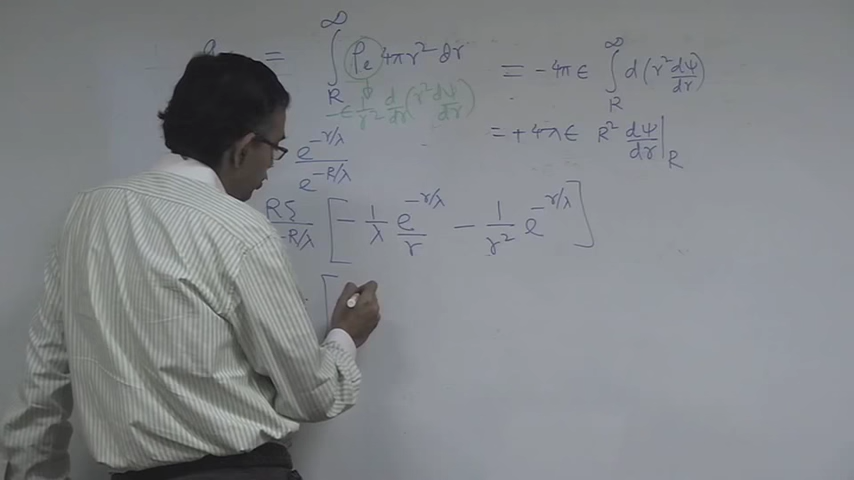 = ∫_R^∞ ρₑ 4πr² dr = -4πε ∫_R^∞ d(r² dψ/dr)
-ε 1/r² d/dr (r² dψ/dr)
= +4πε R² dψ/dr |_R
e^{-r/λ} / e^{-R/λ}
Rζ / -R/λ [ - 1/λ e^{-r/λ}/r - 1/r² e^{-r/λ} ]
[